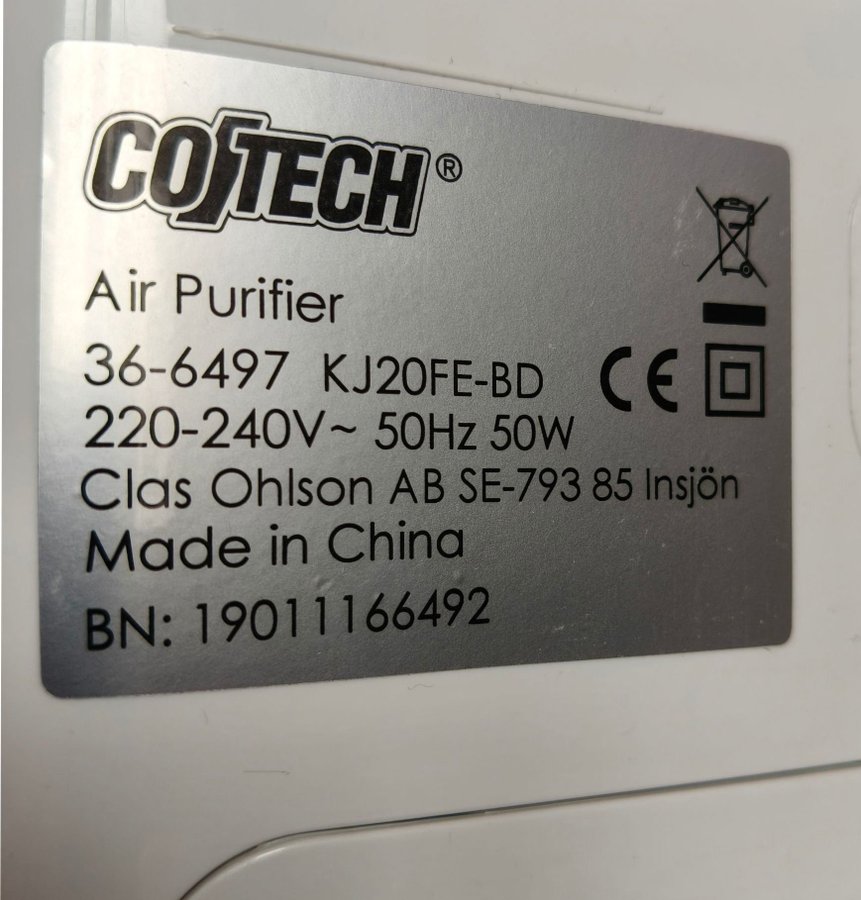 COTECH®
Air Purifier
36-6497 KJ20FE-BD CE
220-240V~ 50Hz 50W
Clas Ohlson AB SE-793 85 Insjön
Made in China
BN: 19011166492